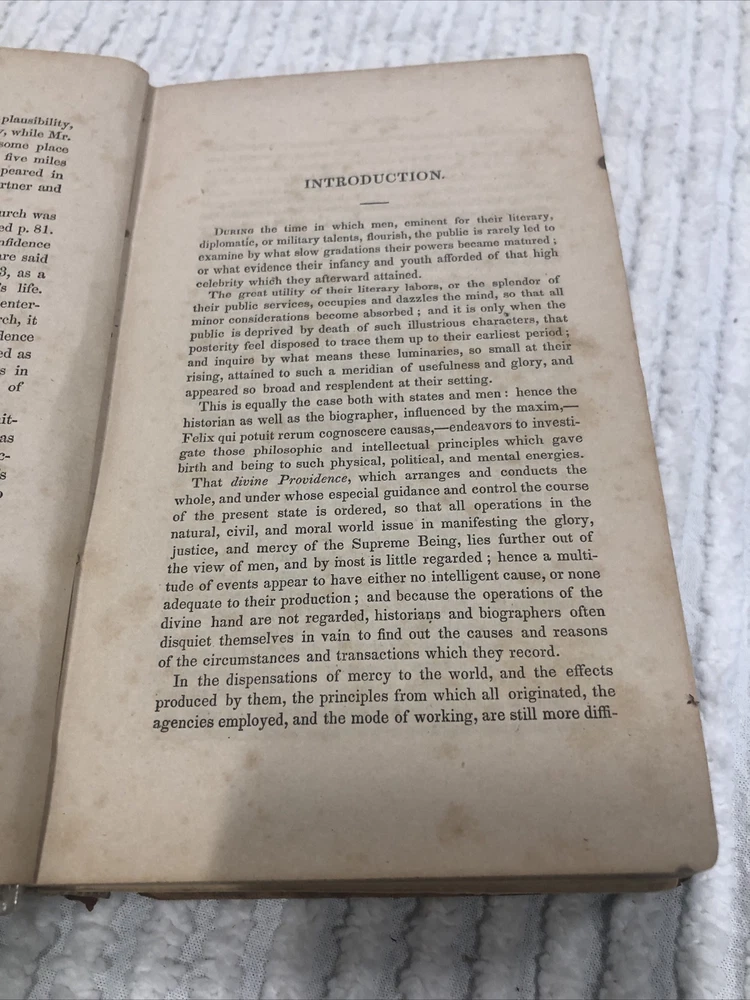 plausibility,
, while Mr.
some place
five miles
peared in
rtner and
urch was
ed p. 81.
nfidence
are said
3, as a
's life.
enter-
rch, it
dence
ed as
s in
of
it-
as
c-
s
INTRODUCTION.
DURING the time in which men, eminent for their literary,
diplomatic, or military talents, flourish, the public is rarely led to
examine by what slow gradations their powers became matured ;
or what evidence their infancy and youth afforded of that high
celebrity which they afterward attained.
The great utility of their literary labors, or the splendor of
their public services, occupies and dazzles the mind, so that all
minor considerations become absorbed ; and it is only when the
public is deprived by death of such illustrious characters, that
posterity feel disposed to trace them up to their earliest period ;
and inquire by what means these luminaries, so small at their
rising, attained to such a meridian of usefulness and glory, and
appeared so broad and resplendent at their setting.
This is equally the case both with states and men : hence the
historian as well as the biographer, influenced by the maxim,—
Felix qui potuit rerum cognoscere causas,—endeavors to investi-
gate those philosophic and intellectual principles which gave
birth and being to such physical, political, and mental energies.
That divine Providence, which arranges and conducts the
whole, and under whose especial guidance and control the course
of the present state is ordered, so that all operations in the
natural, civil, and moral world issue in manifesting the glory,
justice, and mercy of the Supreme Being, lies further out of
the view of men, and by most is little regarded ; hence a multi-
tude of events appear to have either no intelligent cause, or none
adequate to their production ; and because the operations of the
divine hand are not regarded, historians and biographers often
disquiet themselves in vain to find out the causes and reasons
of the circumstances and transactions which they record.
In the dispensations of mercy to the world, and the effects
produced by them, the principles from which all originated, the
agencies employed, and the mode of working, are still more diffi-